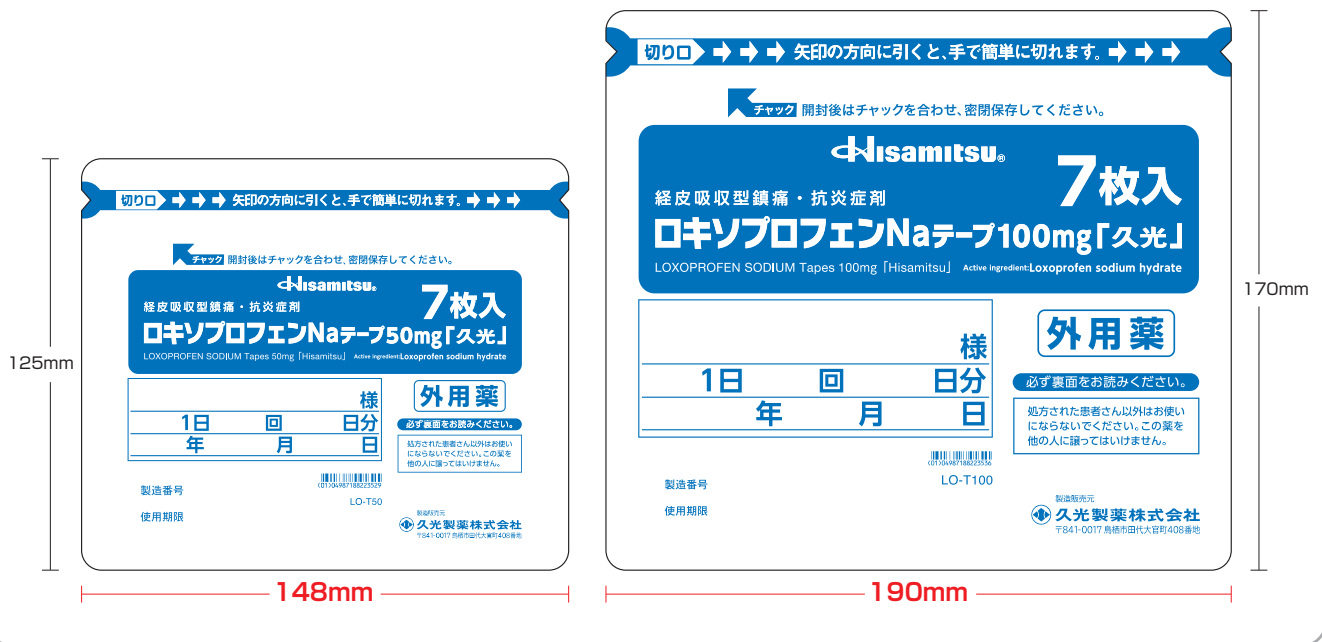 切り口 矢印の方向に引くと、手で簡単に切れます。
チャック 開封後はチャックを合わせ、密閉保存してください。
Hisamitsu®
7枚入
経皮吸収型鎮痛・抗炎症剤
ロキソプロフェンNaテープ50mg「久光」
LOXOPROFEN SODIUM Tapes 50mg「Hisamitsu」 Active ingredient:Loxoprofen sodium hydrate
様
1日 回 日分
年 月 日
外用薬
必ず裏面をお読みください。
処方された患者さん以外はお使い
にならないでください。この薬を
他の人に譲ってはいけません。
(01)04987188223529
LO-T50
製造番号
使用期限
製造販売元
久光製薬株式会社
〒841-0017 鳥栖市田代大官町408番地
125mm
148mm
切り口 矢印の方向に引くと、手で簡単に切れます。
チャック 開封後はチャックを合わせ、密閉保存してください。
Hisamitsu®
7枚入
経皮吸収型鎮痛・抗炎症剤
ロキソプロフェンNaテープ100mg「久光」
LOXOPROFEN SODIUM Tapes 100mg「Hisamitsu」 Active ingredient:Loxoprofen sodium hydrate
様
1日 回 日分
年 月 日
外用薬
必ず裏面をお読みください。
処方された患者さん以外はお使い
にならないでください。この薬を
他の人に譲ってはいけません。
(01)04987188223536
LO-T100
製造番号
使用期限
製造販売元
久光製薬株式会社
〒841-0017 鳥栖市田代大官町408番地
170mm
190mm